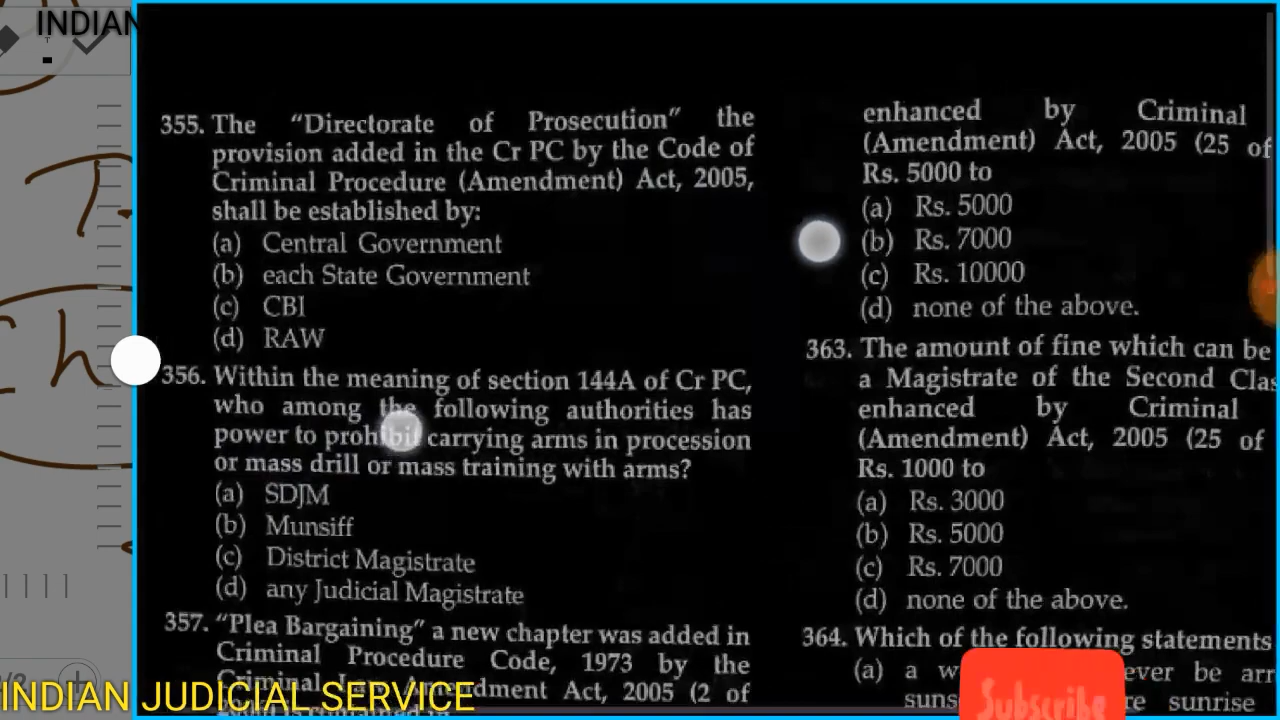 INDIAN
355. The "Directorate of Prosecution" the
provision added in the Cr PC by the Code of
Criminal Procedure (Amendment) Act, 2005,
shall be established by:
(a) Central Government
(b) each State Government
(c) CBI
(d) RAW
356. Within the meaning of section 144A of Cr PC,
who among the following authorities has
power to prohibit carrying arms in procession
or mass drill or mass training with arms?
(a) SDJM
(b) Munsiff
(c) District Magistrate
(d) any Judicial Magistrate
357. "Plea Bargaining" a new chapter was added in
Criminal Procedure Code, 1973 by the
Criminal Law Amendment Act, 2005 (2 of
enhanced by Criminal
(Amendment) Act, 2005 (25 of
Rs. 5000 to
(a) Rs. 5000
(b) Rs. 7000
(c) Rs. 10000
(d) none of the above.
363. The amount of fine which can be
a Magistrate of the Second Clas
enhanced by Criminal
(Amendment) Act, 2005 (25 of
Rs. 1000 to
(a) Rs. 3000
(b) Rs. 5000
(c) Rs. 7000
(d) none of the above.
364. Which of the following statements
(a) a ever be arr
sunrise
INDIAN JUDICIAL SERVICE
Subscribe